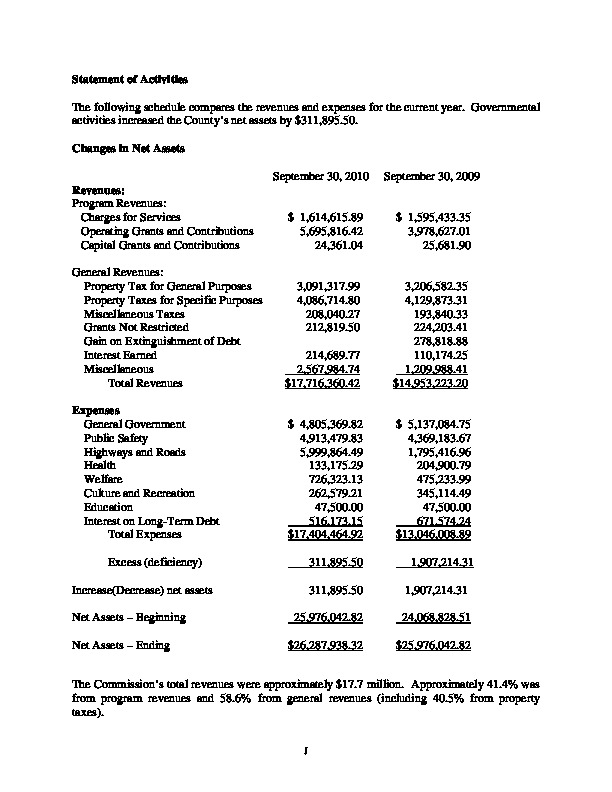 Statement of Activities
The following schedule compares the revenues and expenses for the current year. Governmental
activities increased the County's net assets by $311,895.50.
Changes in Net Assets
September 30, 2010 September 30, 2009
Revenues:
Program Revenues:
Charges for Services $ 1,614,615.89 $ 1,595,433.35
Operating Grants and Contributions 5,695,816.42 3,978,627.01
Capital Grants and Contributions 24,361.04 25,681.90
General Revenues:
Property Tax for General Purposes 3,091,317.99 3,206,582.35
Property Taxes for Specific Purposes 4,086,714.80 4,129,873.31
Miscellaneous Taxes 208,040.27 193,840.33
Grants Not Restricted 212,819.50 224,203.41
Gain on Extinguishment of Debt 278,818.88
Interest Earned 214,689.77 110,174.25
Miscellaneous 2,567,984.74 1,209,988.41
Total Revenues $17,716,360.42 $14,953,223.20
Expenses
General Government $ 4,805,369.82 $ 5,137,084.75
Public Safety 4,913,479.83 4,369,183.67
Highways and Roads 5,999,864.49 1,795,416.96
Health 133,175.29 204,900.79
Welfare 726,323.13 475,233.99
Culture and Recreation 262,579.21 345,114.49
Education 47,500.00 47,500.00
Interest on Long-Term Debt 516,173.15 671,574.24
Total Expenses $17,404,464.92 $13,046,008.89
Excess (deficiency) 311,895.50 1,907,214.31
Increase(Decrease) net assets 311,895.50 1,907,214.31
Net Assets – Beginning 25,976,042.82 24,068,828.51
Net Assets – Ending $26,287,938.32 $25,976,042.82
The Commission's total revenues were approximately $17.7 million. Approximately 41.4% was
from program revenues and 58.6% from general revenues (including 40.5% from property
taxes).